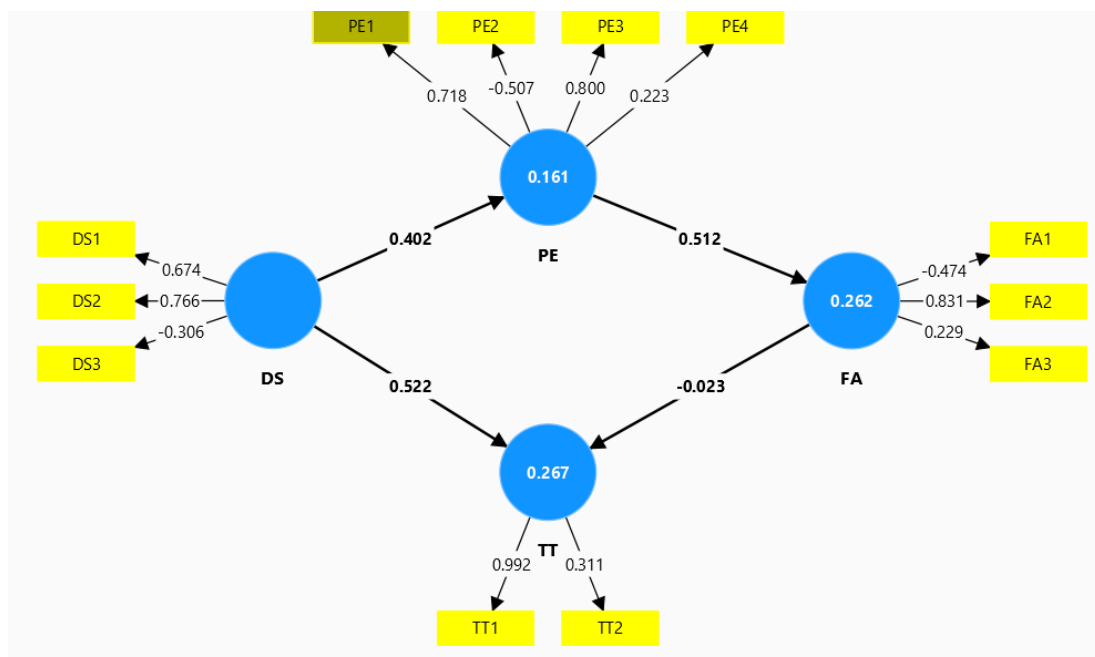 PE1 PE2 PE3 PE4
0.718 -0.507 0.800 0.223
0.161
PE
0.402 0.512
DS1
DS2
DS3
0.674
0.766
-0.306
DS
0.262
FA
-0.474
0.831
0.229
FA1
FA2
FA3
0.522 -0.023
0.267
TT
0.992 0.311
TT1 TT2